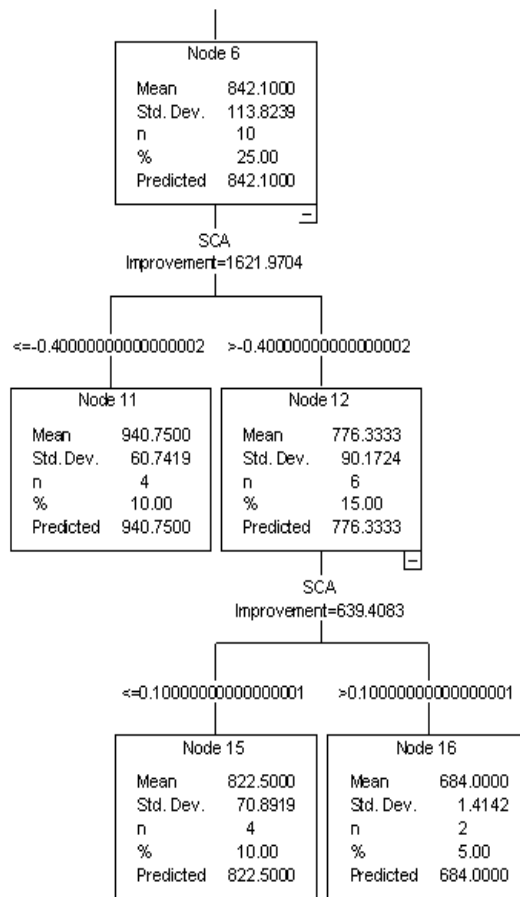 Node 6
Mean 842.1000
Std. Dev. 113.8239
n 10
% 25.00
Predicted 842.1000
SCA
Improvement=1621.9704
<=-0.40000000000000002 >-0.40000000000000002
Node 11 Node 12
Mean 940.7500 Mean 776.3333
Std. Dev. 60.7419 Std. Dev. 90.1724
n 4 n 6
% 10.00 % 15.00
Predicted 940.7500 Predicted 776.3333
SCA
Improvement=639.4083
<=0.10000000000000001 >0.10000000000000001
Node 15 Node 16
Mean 822.5000 Mean 684.0000
Std. Dev. 70.8919 Std. Dev. 1.4142
n 4 n 2
% 10.00 % 5.00
Predicted 822.5000 Predicted 684.0000